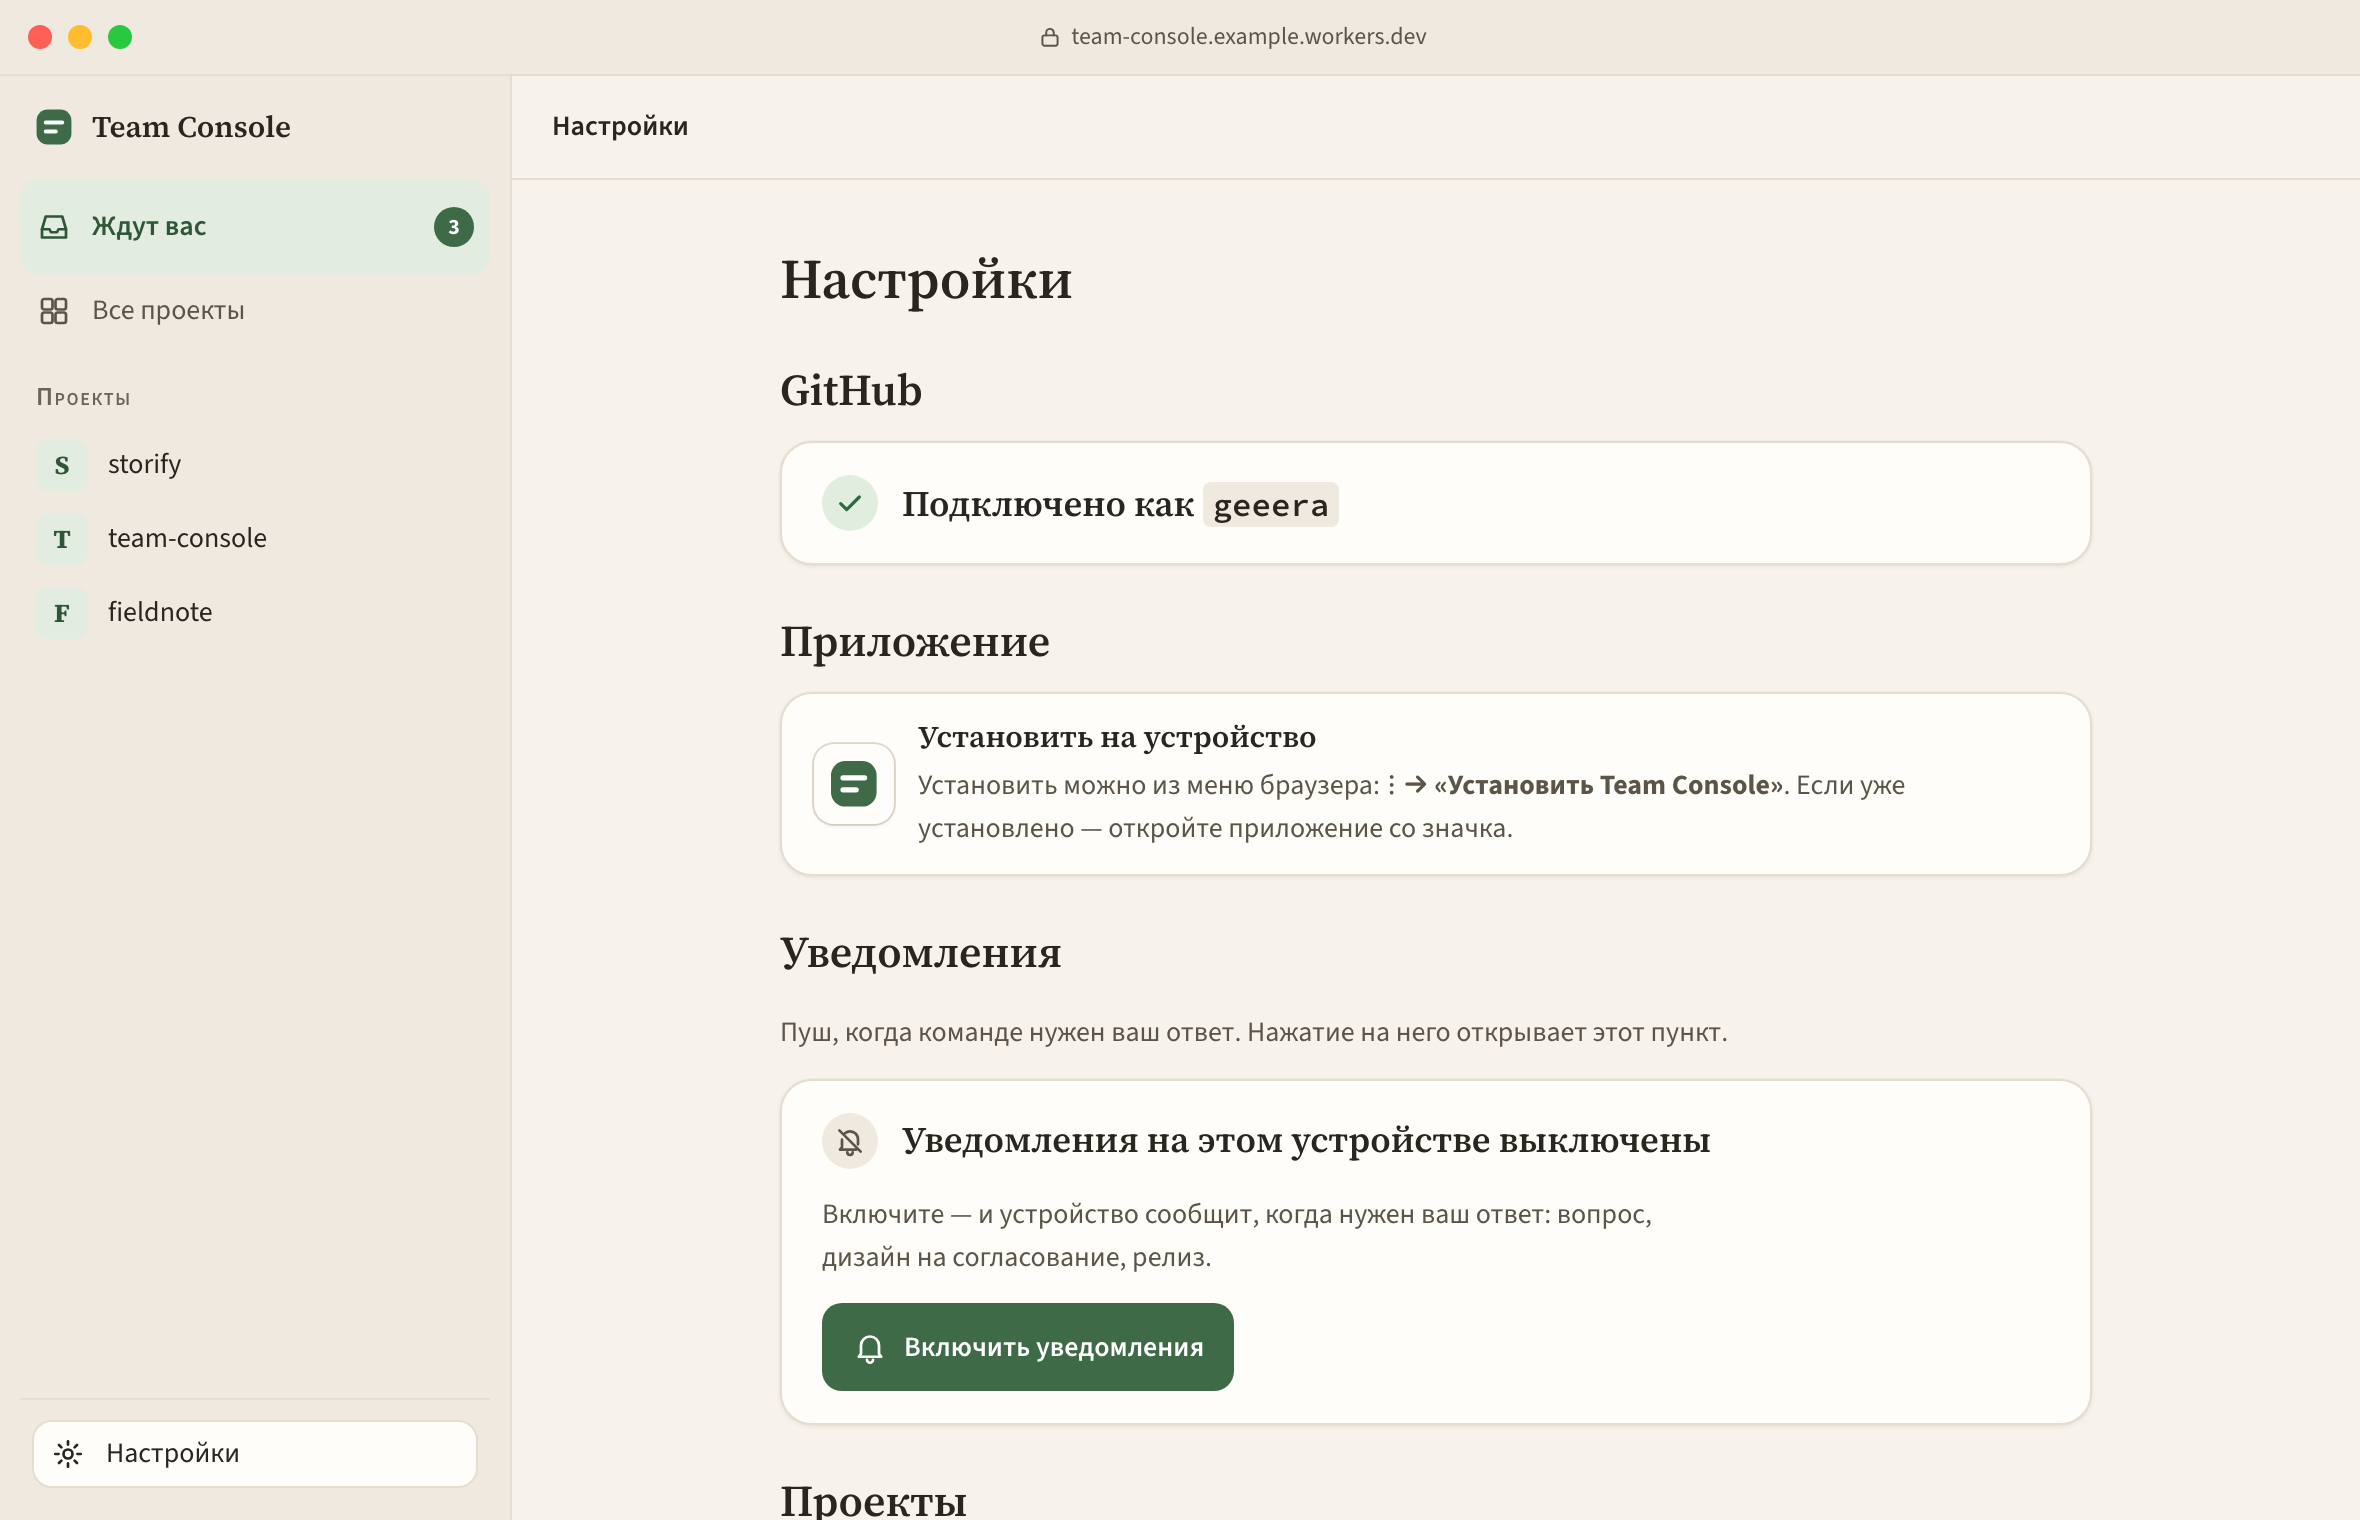 team-console.example.workers.dev
Team Console
Ждут вас
3
Все проекты
Проекты
S
storify
T
team-console
F
fieldnote
Настройки
Настройки
Настройки
GitHub
Подключено как geeera
Приложение
Установить на устройство
Установить можно из меню браузера: ⋮ → «Установить Team Console». Если уже
установлено — откройте приложение со значка.
Уведомления
Пуш, когда команде нужен ваш ответ. Нажатие на него открывает этот пункт.
Уведомления на этом устройстве выключены
Включите — и устройство сообщит, когда нужен ваш ответ: вопрос,
дизайн на согласование, релиз.
Включить уведомления
Проекты